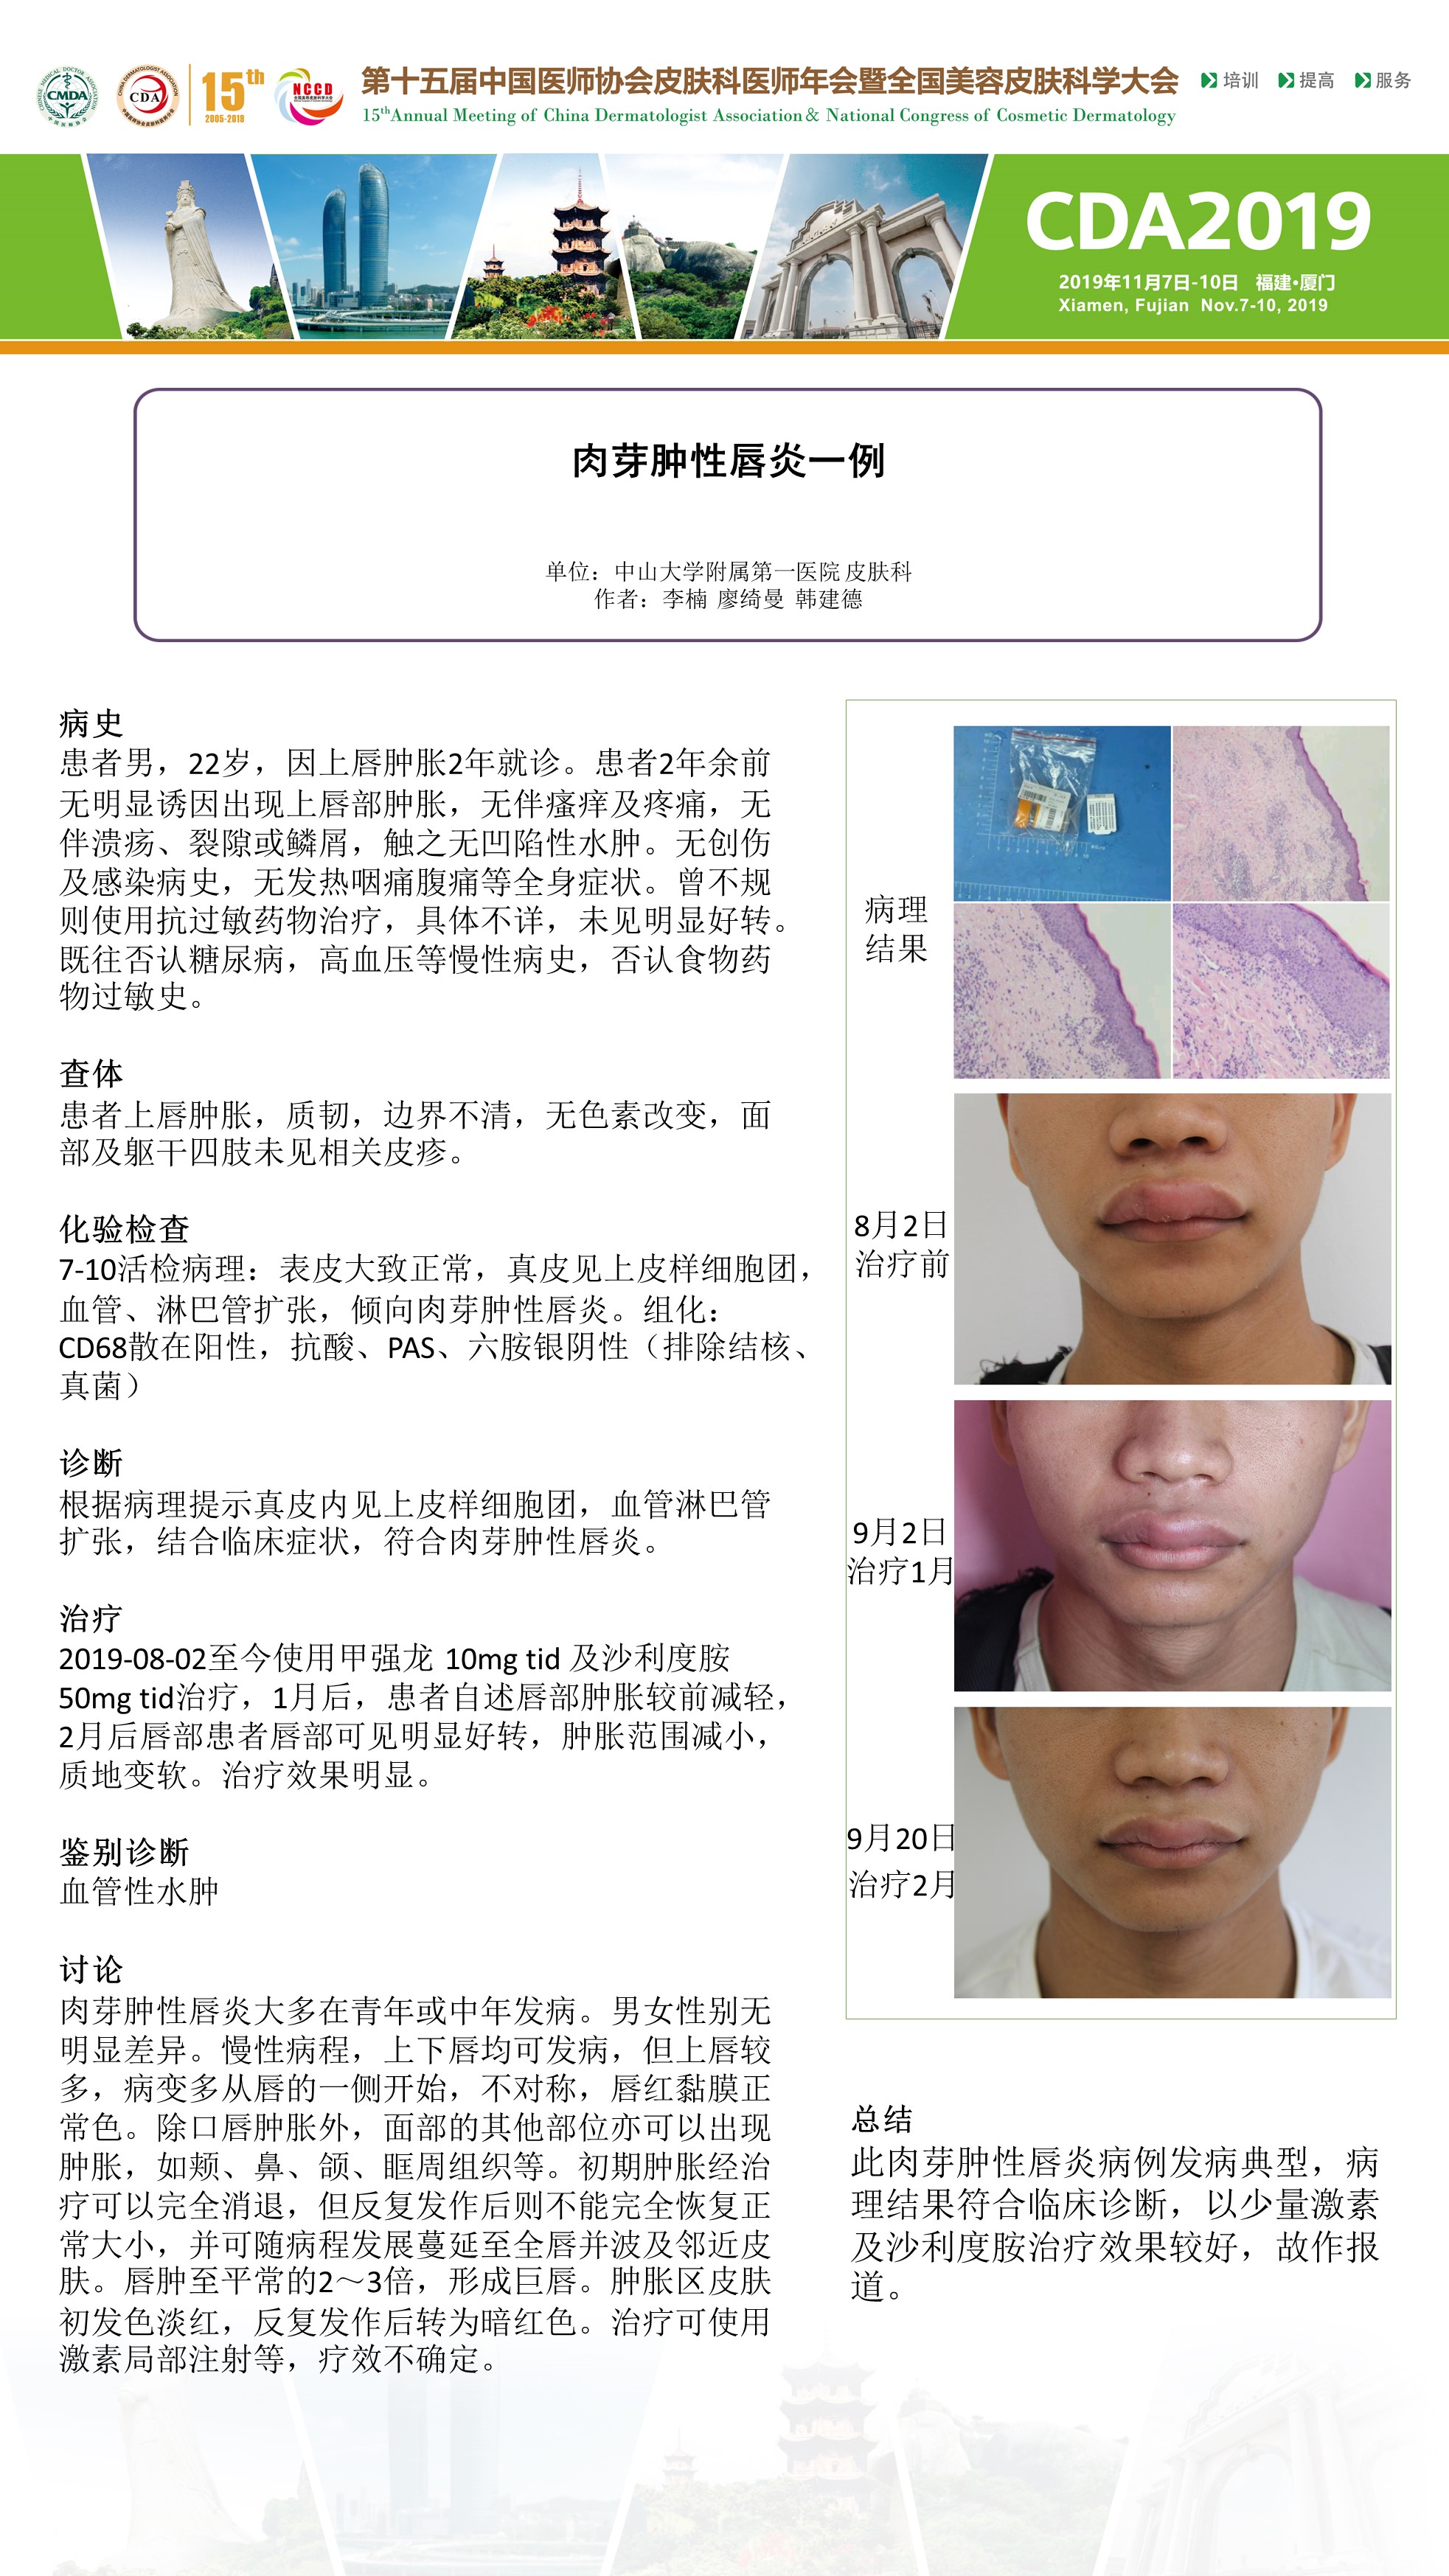 CMDA
CHINESE MEDICAL DOCTOR ASSOCIATION
中国医师协会
CDA
CHINA DERMATOLOGIST ASSOCIATION
15th
2005-2019
NCCD
第十五届中国医师协会皮肤科医师年会暨全国美容皮肤科学大会
15thAnnual Meeting of China Dermatologist Association& National Congress of Cosmetic Dermatology
培训 提高 服务
CDA2019
2019年11月7日-10日 福建·厦门
Xiamen, Fujian Nov.7-10, 2019
肉芽肿性唇炎一例
单位：中山大学附属第一医院 皮肤科
作者：李楠 廖绮曼 韩建德
病史
患者男，22岁，因上唇肿胀2年就诊。患者2年余前
无明显诱因出现上唇部肿胀，无伴瘙痒及疼痛，无
伴溃疡、裂隙或鳞屑，触之无凹陷性水肿。无创伤
及感染病史，无发热咽痛腹痛等全身症状。曾不规
则使用抗过敏药物治疗，具体不详，未见明显好转。
既往否认糖尿病，高血压等慢性病史，否认食物药
物过敏史。
查体
患者上唇肿胀，质韧，边界不清，无色素改变，面
部及躯干四肢未见相关皮疹。
化验检查
7-10活检病理：表皮大致正常，真皮见上皮样细胞团，
血管、淋巴管扩张，倾向肉芽肿性唇炎。组化：
CD68散在阳性，抗酸、PAS、六胺银阴性（排除结核、
真菌）
诊断
根据病理提示真皮内见上皮样细胞团，血管淋巴管
扩张，结合临床症状，符合肉芽肿性唇炎。
治疗
2019-08-02至今使用甲强龙 10mg tid 及沙利度胺
50mg tid治疗，1月后，患者自述唇部肿胀较前减轻，
2月后唇部患者唇部可见明显好转，肿胀范围减小，
质地变软。治疗效果明显。
鉴别诊断
血管性水肿
讨论
肉芽肿性唇炎大多在青年或中年发病。男女性别无
明显差异。慢性病程，上下唇均可发病，但上唇较
多，病变多从唇的一侧开始，不对称，唇红黏膜正
常色。除口唇肿胀外，面部的其他部位亦可以出现
肿胀，如颊、鼻、颌、眶周组织等。初期肿胀经治
疗可以完全消退，但反复发作后则不能完全恢复正
常大小，并可随病程发展蔓延至全唇并波及邻近皮
肤。唇肿至平常的2～3倍，形成巨唇。肿胀区皮肤
初发色淡红，反复发作后转为暗红色。治疗可使用
激素局部注射等，疗效不确定。
病理
结果
8月2日
治疗前
9月2日
治疗1月
9月20日
治疗2月
总结
此肉芽肿性唇炎病例发病典型，病
理结果符合临床诊断，以少量激素
及沙利度胺治疗效果较好，故作报
道。